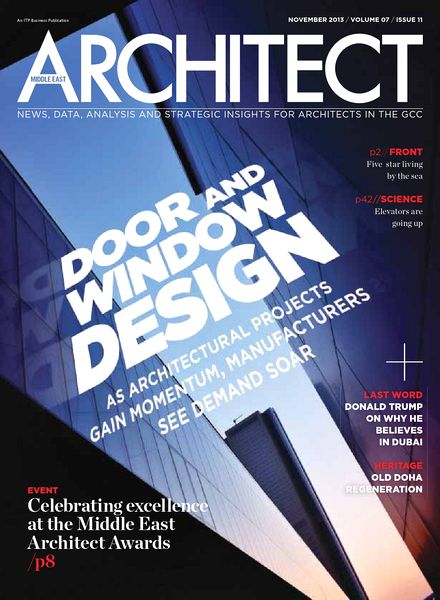 An ITP Business Publication
NOVEMBER 2013 / VOLUME 07 / ISSUE 11
MIDDLE EAST
ARCHITECT
NEWS, DATA, ANALYSIS AND STRATEGIC INSIGHTS FOR ARCHITECTS IN THE GCC
p2//FRONT
Five star living
by the sea
p42//SCIENCE
Elevators are
going up
DOOR AND
WINDOW
DESIGN
AS ARCHITECTURAL PROJECTS
GAIN MOMENTUM, MANUFACTURERS
SEE DEMAND SOAR
LAST WORD
DONALD TRUMP
ON WHY HE
BELIEVES
IN DUBAI
HERITAGE
OLD DOHA
REGENERATION
EVENT
Celebrating excellence
at the Middle East
Architect Awards
/p8